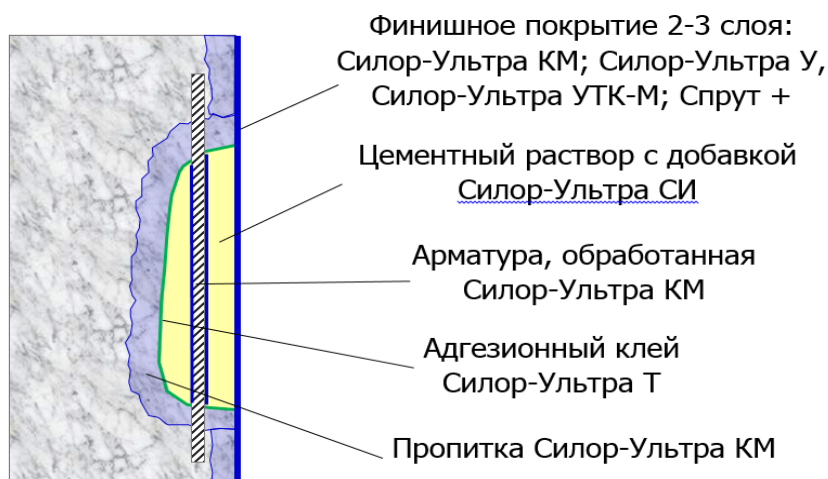 Финишное покрытие 2-3 слоя:
Силор-Ультра КМ; Силор-Ультра У,
Силор-Ультра УТК-М; Спрут +
Цементный раствор с добавкой
Силор-Ультра СИ
Арматура, обработанная
Силор-Ультра КМ
Адгезионный клей
Силор-Ультра Т
Пропитка Силор-Ультра КМ